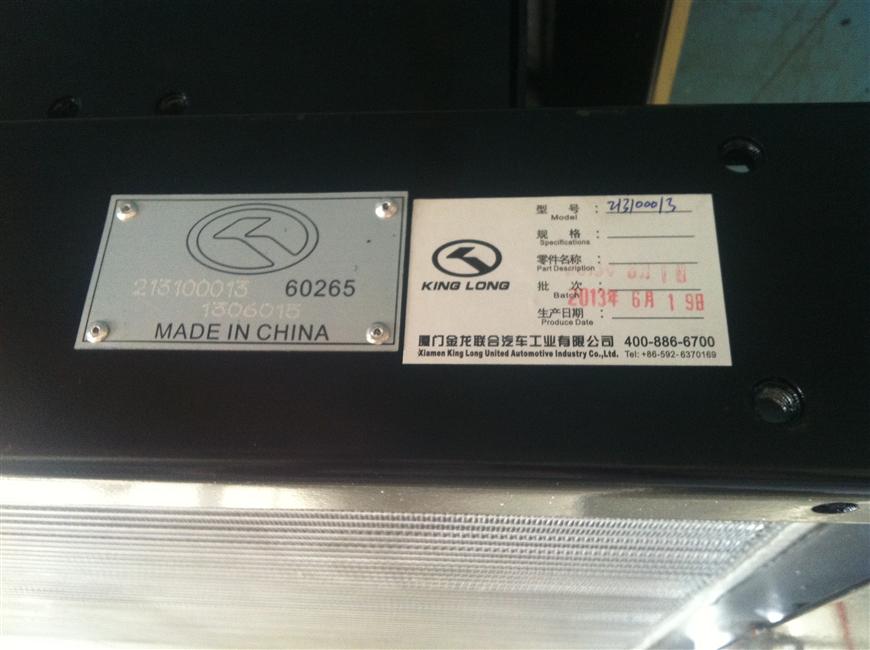 213100013 60265
1306013
MADE IN CHINA
KING LONG
型 号 : 213100013
Model
规 格 :
Specifications
零件名称 :
Part Description
批 次 :
Batch
2013年 6月 19日
生产日期 :
Produce Date
厦门金龙联合汽车工业有限公司 400-886-6700
Xiamen King Long United Automotive Industry Co.,Ltd. Tel: +86-592-6370169